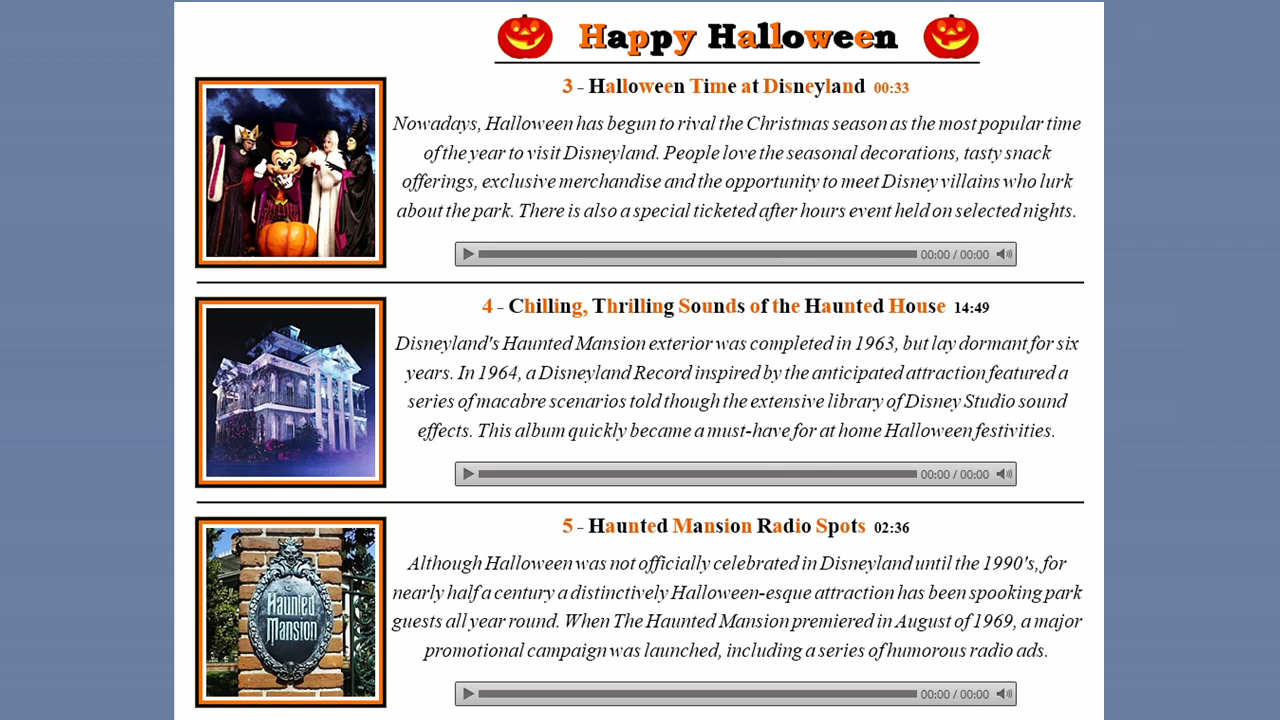 Happy Halloween
3 - Halloween Time at Disneyland 00:33
Nowadays, Halloween has begun to rival the Christmas season as the most popular time
of the year to visit Disneyland. People love the seasonal decorations, tasty snack
offerings, exclusive merchandise and the opportunity to meet Disney villains who lurk
about the park. There is also a special ticketed after hours event held on selected nights.
00:00 / 00:00
4 - Chilling, Thrilling Sounds of the Haunted House 14:49
Disneyland's Haunted Mansion exterior was completed in 1963, but lay dormant for six
years. In 1964, a Disneyland Record inspired by the anticipated attraction featured a
series of macabre scenarios told though the extensive library of Disney Studio sound
effects. This album quickly became a must-have for at home Halloween festivities.
00:00 / 00:00
5 - Haunted Mansion Radio Spots 02:36
Although Halloween was not officially celebrated in Disneyland until the 1990's, for
nearly half a century a distinctively Halloween-esque attraction has been spooking park
guests all year round. When The Haunted Mansion premiered in August of 1969, a major
promotional campaign was launched, including a series of humorous radio ads.
Haunted
Mansion
00:00 / 00:00